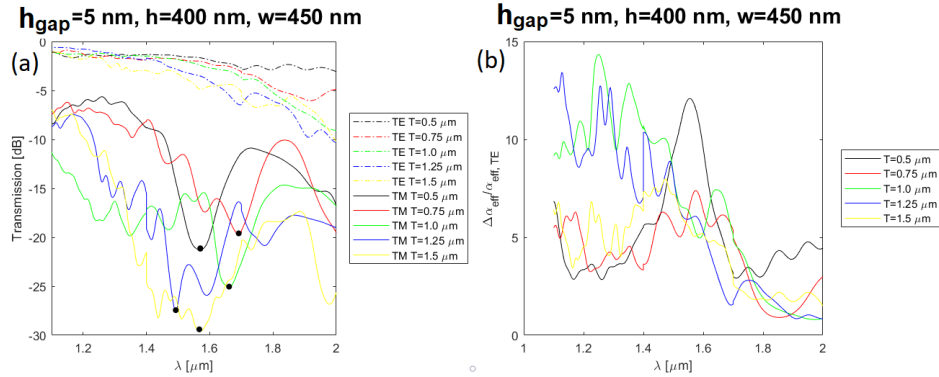 h_gap=5 nm, h=400 nm, w=450 nm
(a)
Transmission [dB]
0
-5
-10
-15
-20
-25
-30
1.2
1.4
1.6
1.8
2
λ [μm]
TE T=0.5 μm
TE T=0.75 μm
TE T=1.0 μm
TE T=1.25 μm
TE T=1.5 μm
TM T=0.5 μm
TM T=0.75 μm
TM T=1.0 μm
TM T=1.25 μm
TM T=1.5 μm
h_gap=5 nm, h=400 nm, w=450 nm
(b)
Δ α_eff/α_eff, TE
15
10
5
0
1
1.2
1.4
1.6
1.8
2
λ [μm]
T=0.5 μm
T=0.75 μm
T=1.0 μm
T=1.25 μm
T=1.5 μm